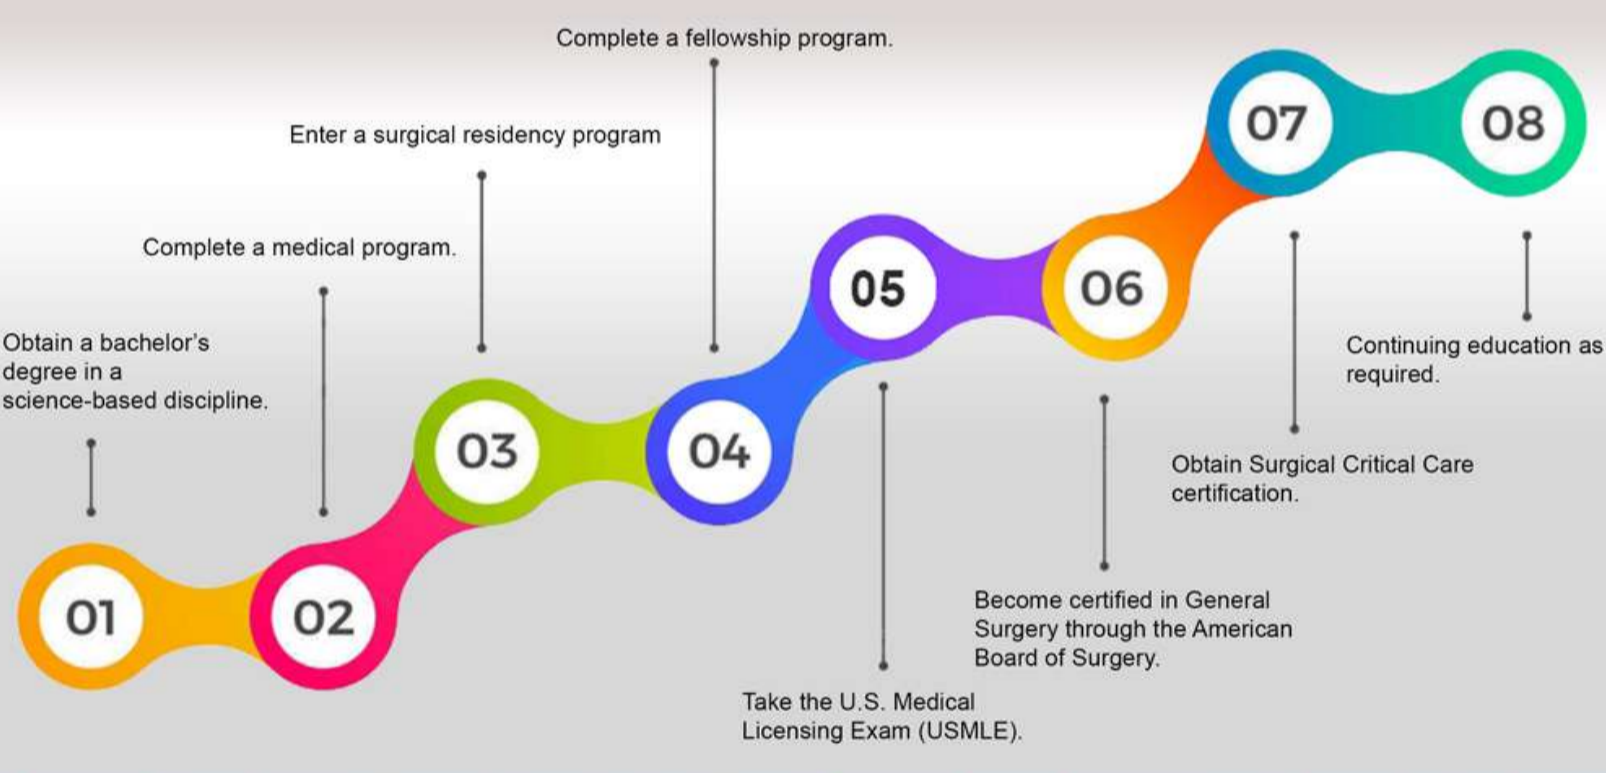 Complete a fellowship program.
Enter a surgical residency program
Complete a medical program.
Obtain a bachelor's
degree in a
science-based discipline.
01
02
03
04
05
06
07
08
Continuing education as
required.
Obtain Surgical Critical Care
certification.
Become certified in General
Surgery through the American
Board of Surgery.
Take the U.S. Medical
Licensing Exam (USMLE).